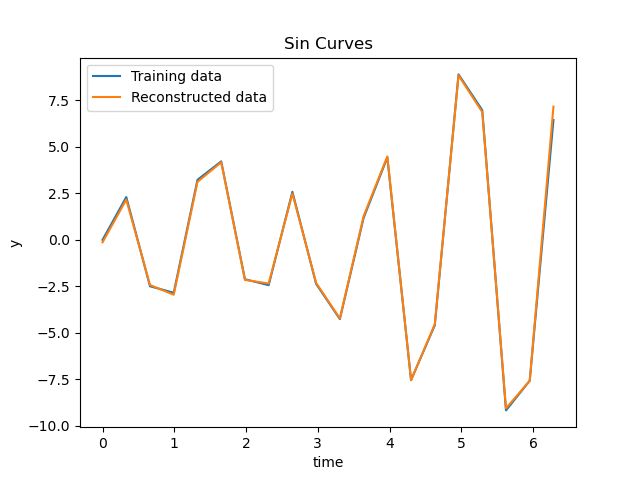 Sin Curves
Training data
Reconstructed data
7.5
5.0
2.5
0.0
−2.5
−5.0
−7.5
−10.0
y
0 1 2 3 4 5 6
time